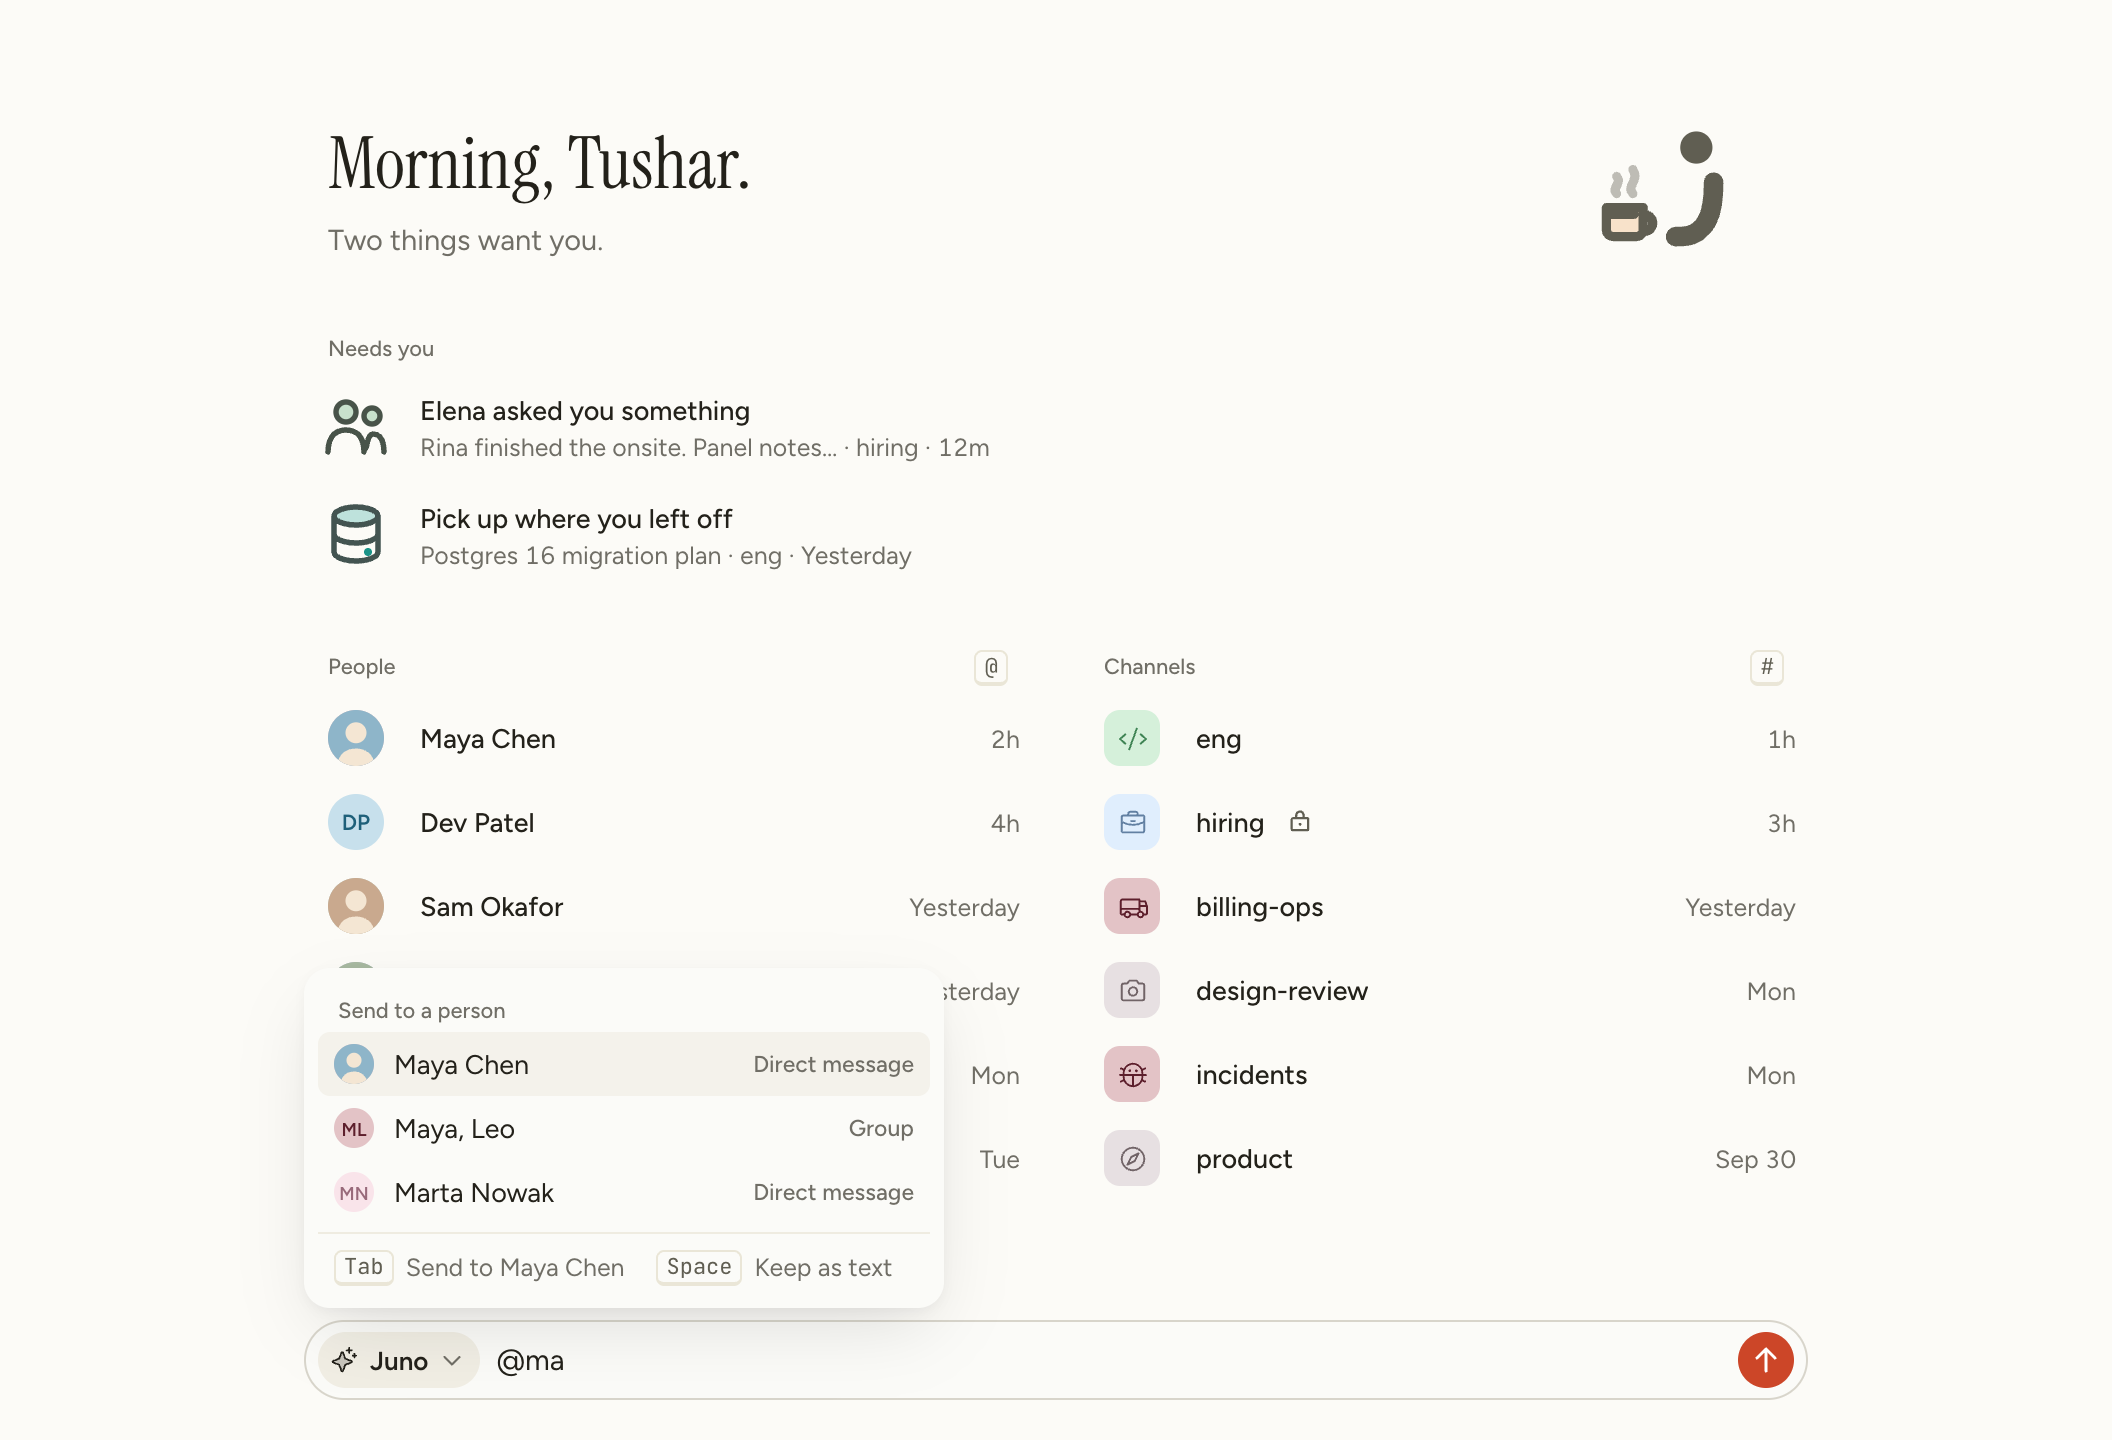 Morning, Tushar.
Two things want you.
Needs you
Elena asked you something
Rina finished the onsite. Panel notes... · hiring · 12m
Pick up where you left off
Postgres 16 migration plan · eng · Yesterday
People @
Maya Chen 2h
DP Dev Patel 4h
Sam Okafor Yesterday
sterday
Mon
Tue
Channels #
eng 1h
hiring 3h
billing-ops Yesterday
design-review Mon
incidents Mon
product Sep 30
Send to a person
Maya Chen Direct message
ML Maya, Leo Group
MN Marta Nowak Direct message
Tab Send to Maya Chen Space Keep as text
Juno @ma